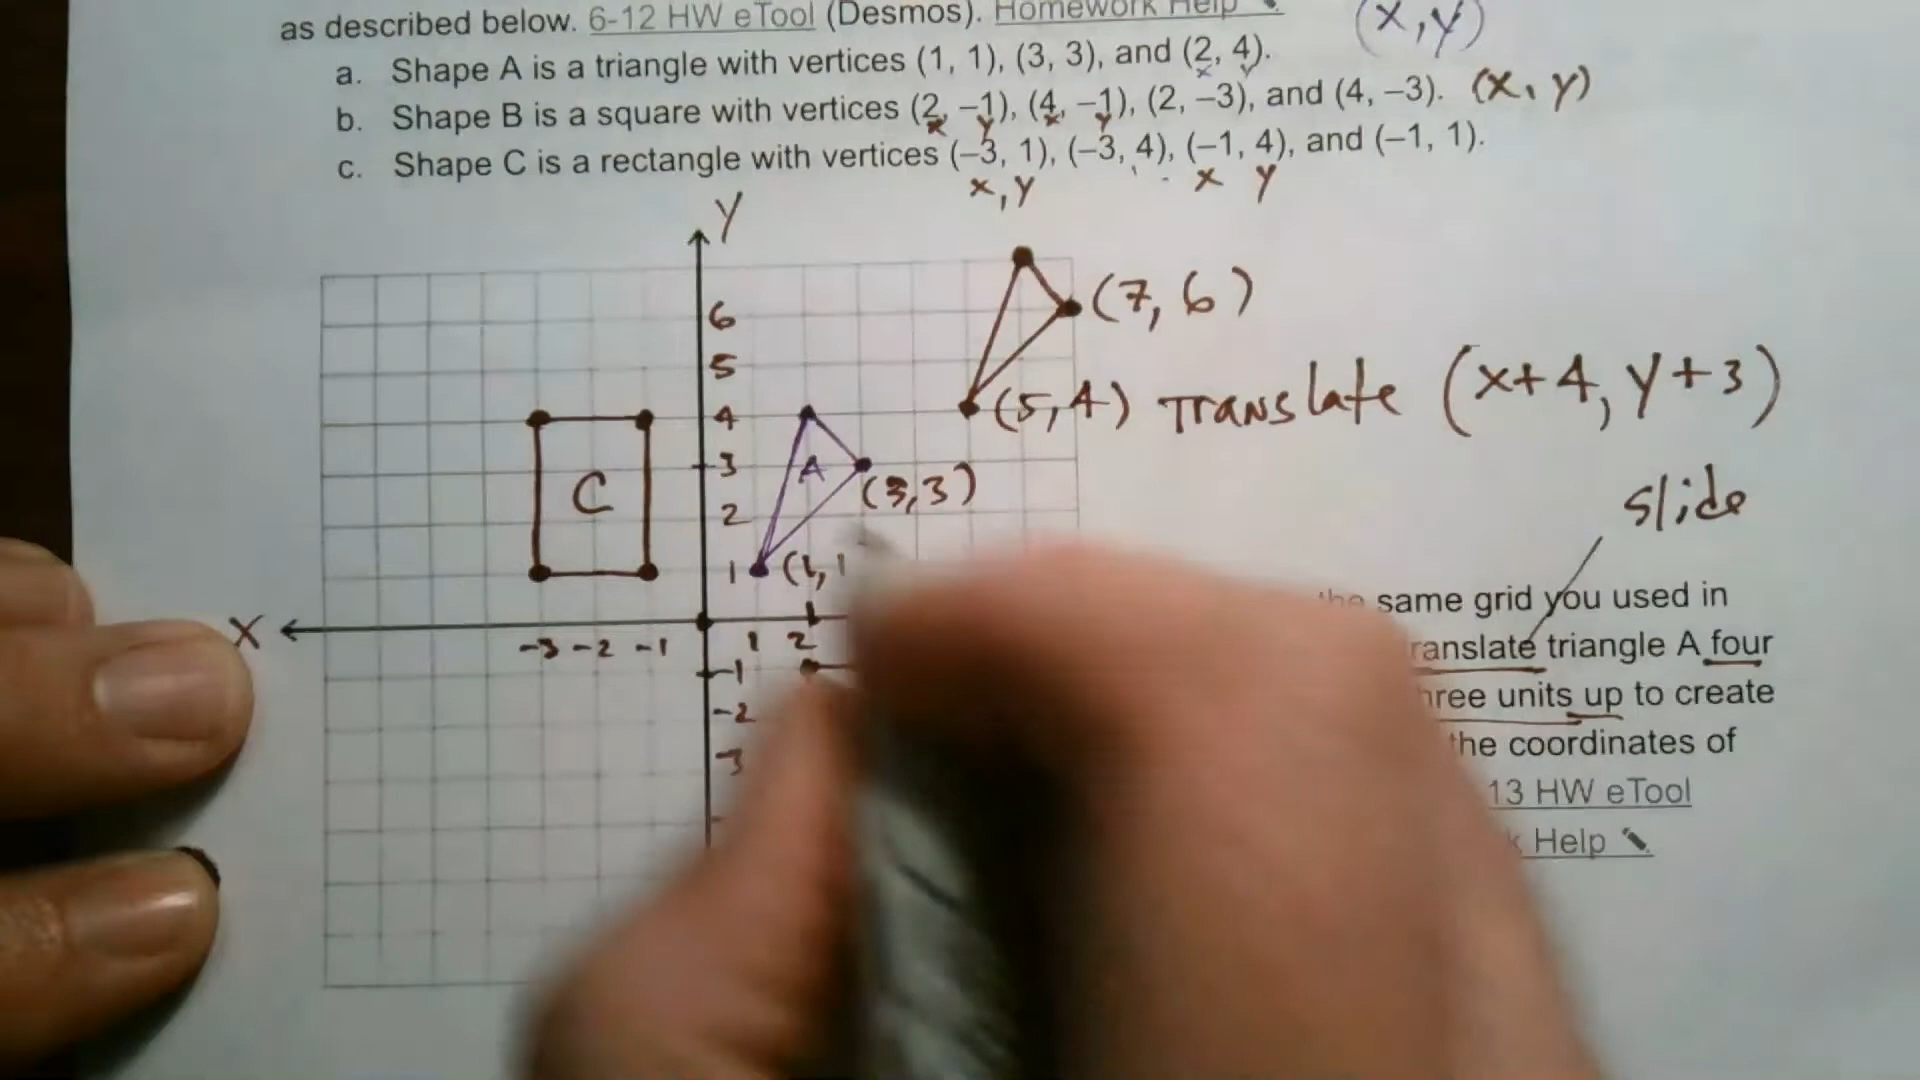 as described below. 6-12 HW eTool (Desmos). Homework Help
(x,y)
a. Shape A is a triangle with vertices (1, 1), (3, 3), and (2, 4).
x y
b. Shape B is a square with vertices (2, –1), (4, –1), (2, –3), and (4, –3). (x, y)
x y x y
c. Shape C is a rectangle with vertices (–3, 1), (–3, 4), (–1, 4), and (–1, 1).
x, y x y
Y
6 (7, 6)
5
4 (5,4) Translate (x+4, y+3)
3 A
C (3,3) slide
2
1 (1, 1
same grid you used in
X -3 -2 -1 1 2
translate triangle A four
-1
-2 three units up to create
-3 the coordinates of
13 HW eTool
Help